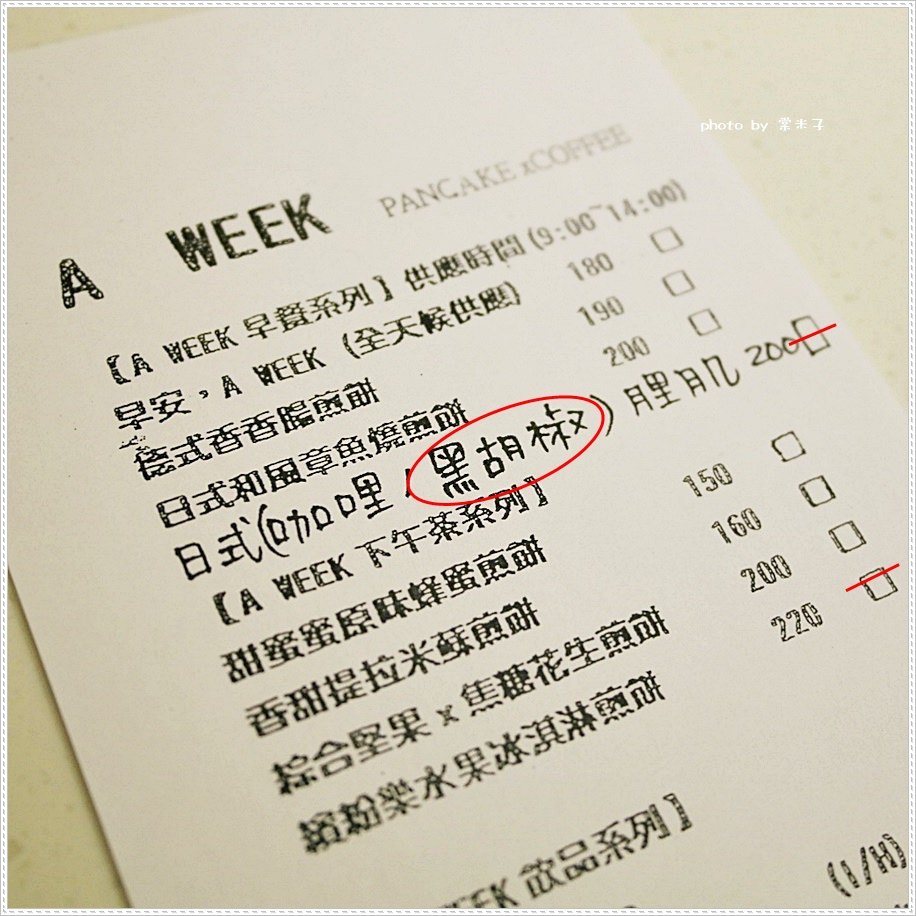 photo by 棠米子
A WEEK PANCAKE xCOFFEE
【A WEEK 早餐系列】供應時間(9:00~14:00)
早安，A WEEK (全天候供應) 180 □
德式香香腸煎餅 190 □
日式和風章魚燒煎餅 200 □
日式(咖哩，黑胡椒)月里肌 200 □
【A WEEK 下午茶系列】
甜蜜蜜原味蜂蜜煎餅 150 □
香甜提拉米蘇煎餅 160 □
綜合堅果 x 焦糖花生煎餅 200 □
繽紛樂水果冰淇淋煎餅 220 □
WEEK 飲品系列】
(I/H)